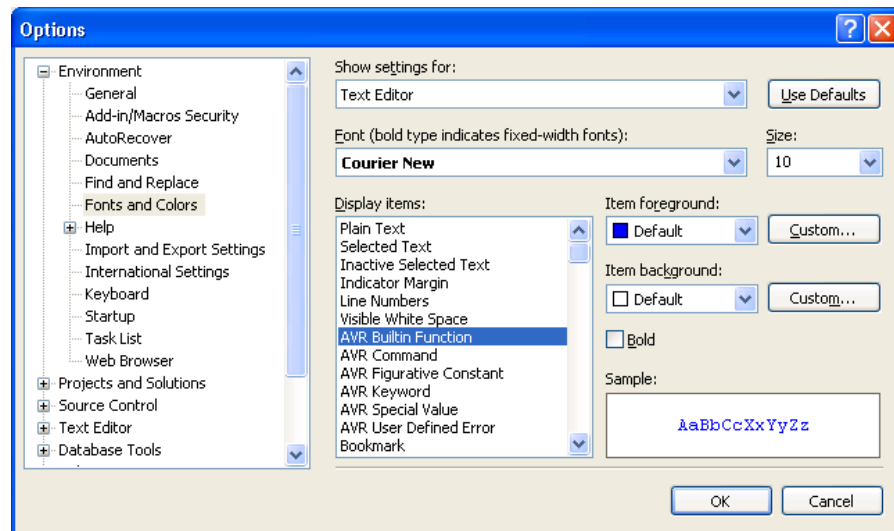 Options
Environment
General
Add-in/Macros Security
AutoRecover
Documents
Find and Replace
Fonts and Colors
Help
Import and Export Settings
International Settings
Keyboard
Startup
Task List
Web Browser
Projects and Solutions
Source Control
Text Editor
Database Tools
Show settings for:
Text Editor
Use Defaults
Font (bold type indicates fixed-width fonts):
Size:
Courier New
10
Display items:
Plain Text
Selected Text
Inactive Selected Text
Indicator Margin
Line Numbers
Visible White Space
AVR Builtin Function
AVR Command
AVR Figurative Constant
AVR Keyword
AVR Special Value
AVR User Defined Error
Bookmark
Item foreground:
Default
Custom...
Item background:
Default
Custom...
Bold
Sample:
AaBbCcXxYyZz
OK
Cancel